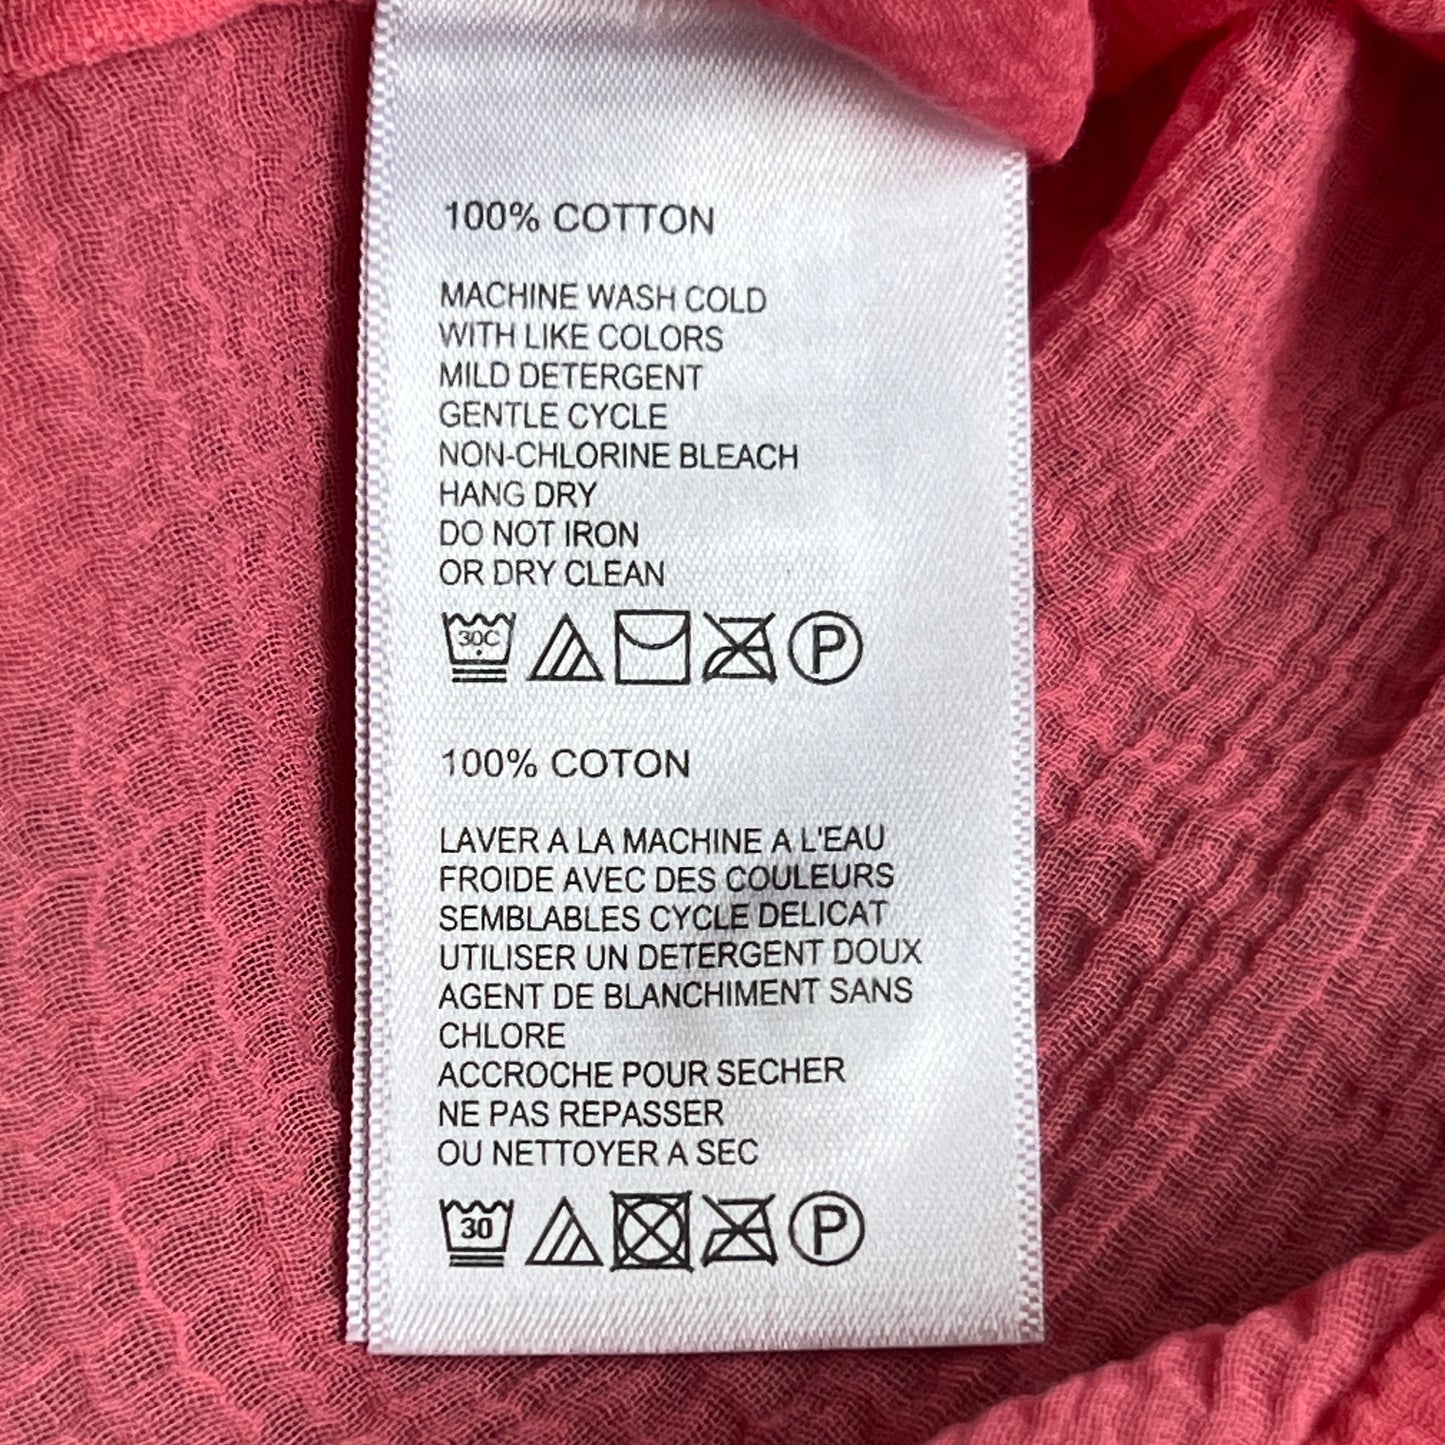 100% COTTON
MACHINE WASH COLD
WITH LIKE COLORS
MILD DETERGENT
GENTLE CYCLE
NON-CHLORINE BLEACH
HANG DRY
DO NOT IRON
OR DRY CLEAN
30C P
100% COTON
LAVER A LA MACHINE A L'EAU
FROIDE AVEC DES COULEURS
SEMBLABLES CYCLE DELICAT
UTILISER UN DETERGENT DOUX
AGENT DE BLANCHIMENT SANS
CHLORE
ACCROCHE POUR SECHER
NE PAS REPASSER
OU NETTOYER A SEC
30 P